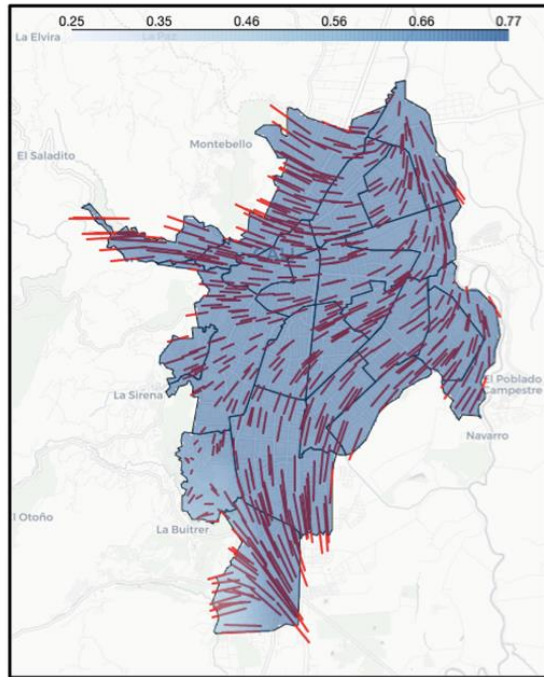 0.25 0.35 0.46 0.56 0.66 0.77
La Elvira
La Paz
Montebello
El Saladito
CALI
La Sirena
El Poblado
Campestre
Navarro
l Otoño
La Buitrer